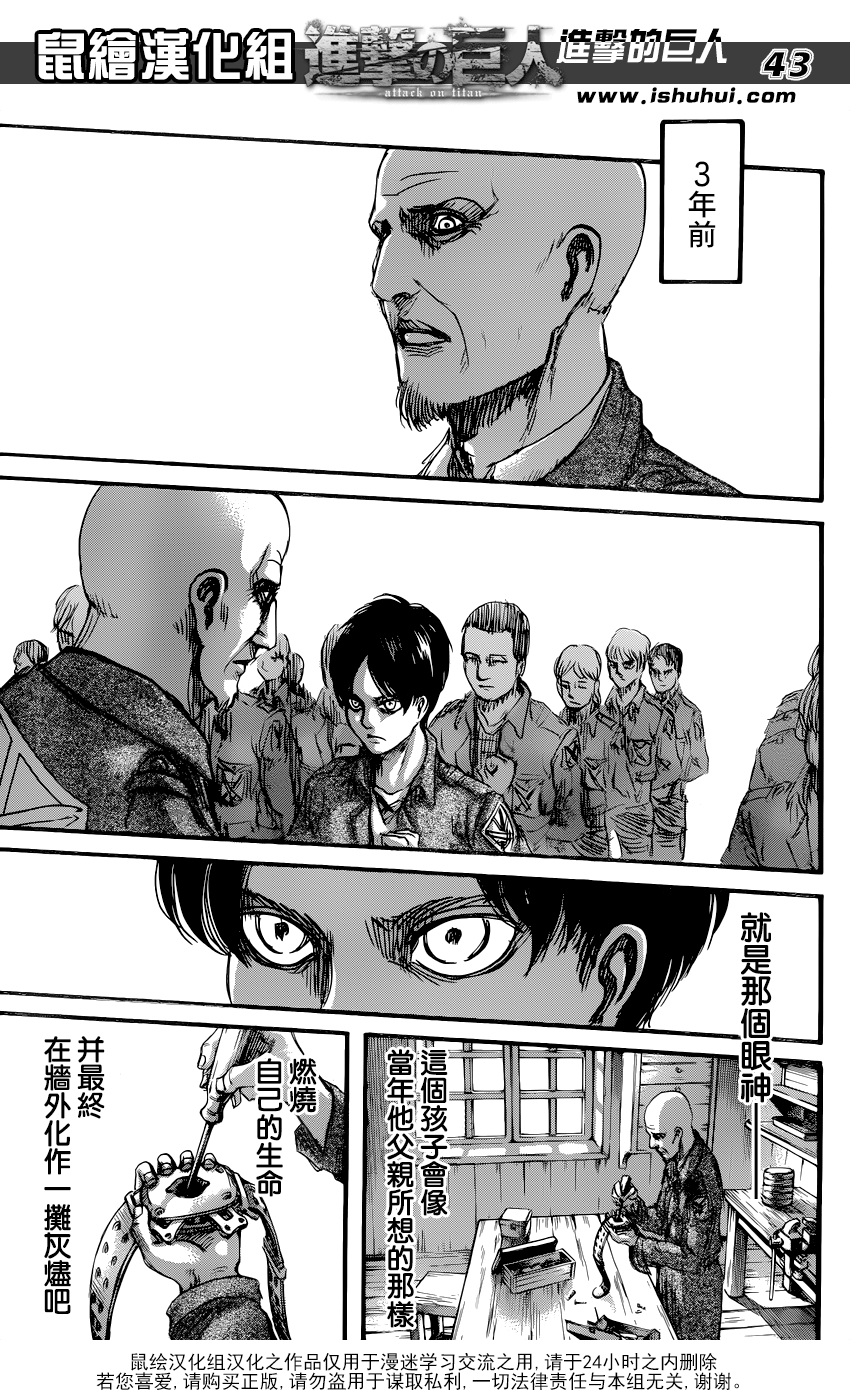 鼠繪漢化組
進撃の巨人
attack on titan
進撃的巨人
43
www.ishuhui.com
3年前
就是那個眼神
這個孩子會像
當年他父親所想的那樣
燃燒
自己的生命
并最終
在牆外化作一攤灰燼吧
鼠绘汉化组汉化之作品仅用于漫迷学习交流之用,请于24小时之内删除
若您喜爱,请购买正版,请勿盗用于谋取私利,一切法律责任与本组无关,谢谢。